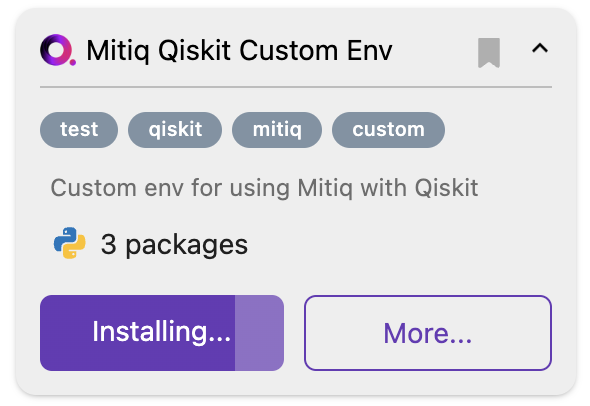 Mitiq Qiskit Custom Env
test qiskit mitiq custom
Custom env for using Mitiq with Qiskit
3 packages
Installing... More...